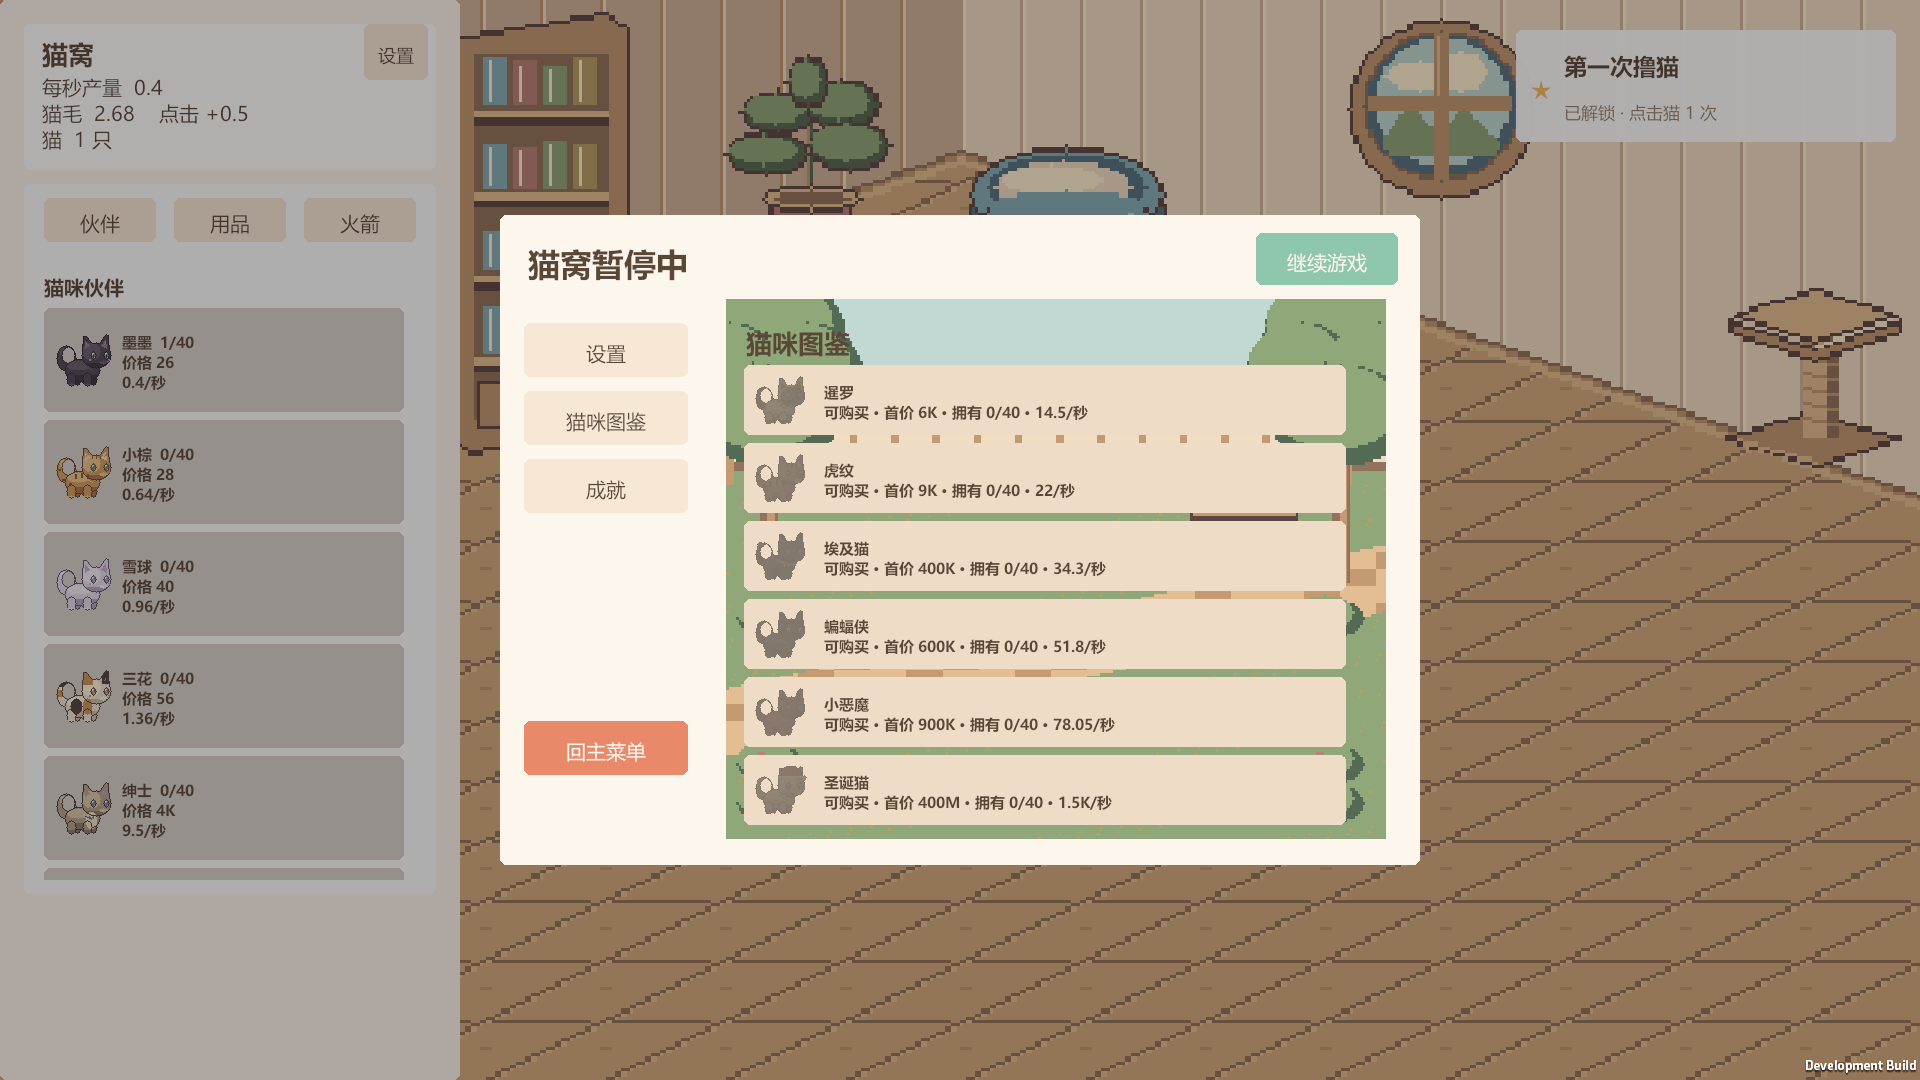 猫窝
设置
每秒产量 0.4
猫毛 2.68 点击 +0.5
猫 1 只
伙伴
用品
火箭
猫咪伙伴
墨墨 1/40
价格 26
0.4/秒
小棕 0/40
价格 28
0.64/秒
雪球 0/40
价格 40
0.96/秒
三花 0/40
价格 56
1.36/秒
绅士 0/40
价格 4K
9.5/秒
第一次撸猫
★
已解锁 · 点击猫 1 次
猫窝暂停中
继续游戏
设置
猫咪图鉴
成就
回主菜单
猫咪图鉴
暹罗
可购买 • 首价 6K • 拥有 0/40 • 14.5/秒
虎纹
可购买 • 首价 9K • 拥有 0/40 • 22/秒
埃及猫
可购买 • 首价 400K • 拥有 0/40 • 34.3/秒
蝙蝠侠
可购买 • 首价 600K • 拥有 0/40 • 51.8/秒
小恶魔
可购买 • 首价 900K • 拥有 0/40 • 78.05/秒
圣诞猫
可购买 • 首价 400M • 拥有 0/40 • 1.5K/秒
Development Build